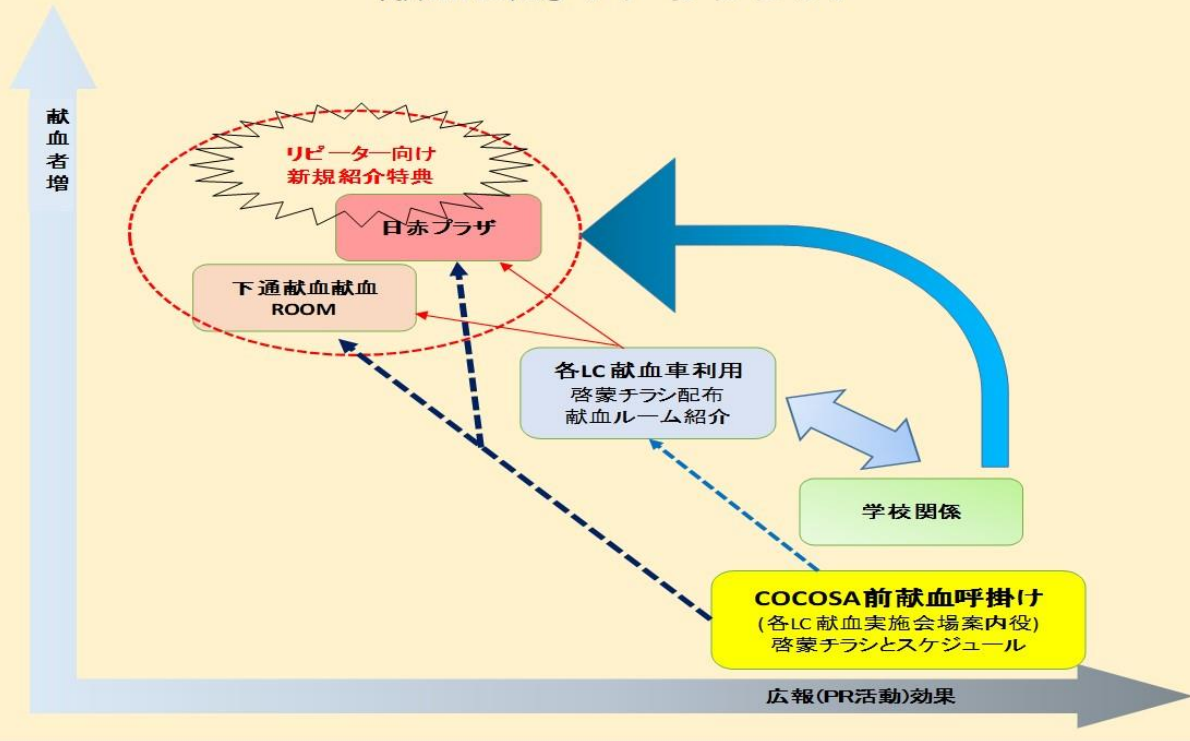 献血者増
リピーター向け
新規紹介特典
日赤プラザ
下通献血献血
ROOM
各LC献血車利用
啓蒙チラシ配布
献血ルーム紹介
学校関係
COCOSA前献血呼掛け
(各LC献血実施会場案内役)
啓蒙チラシとスケジュール
広報(PR活動)効果